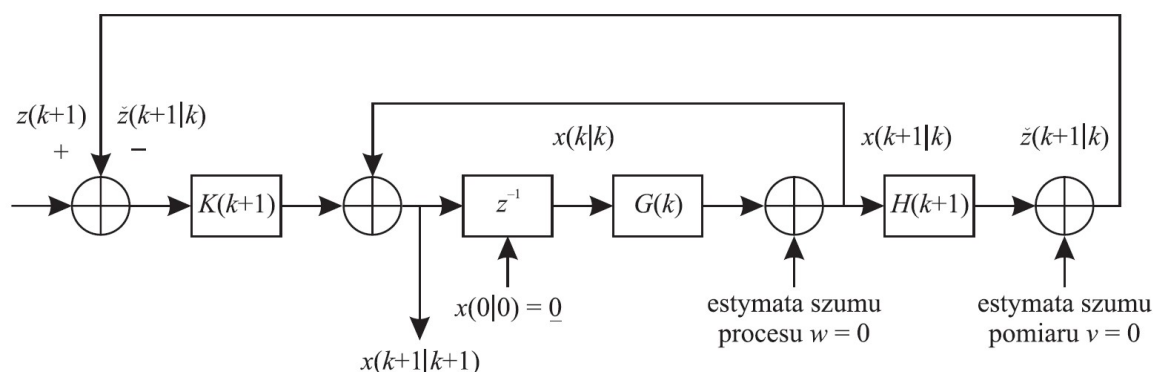 z(k+1)
ž(k+1|k)
+
−
K(k+1)
x(k|k)
z⁻¹
G(k)
x(k+1|k)
H(k+1)
ž(k+1|k)
x(0|0) = 0
x(k+1|k+1)
estymata szumu
procesu w = 0
estymata szumu
pomiaru v = 0